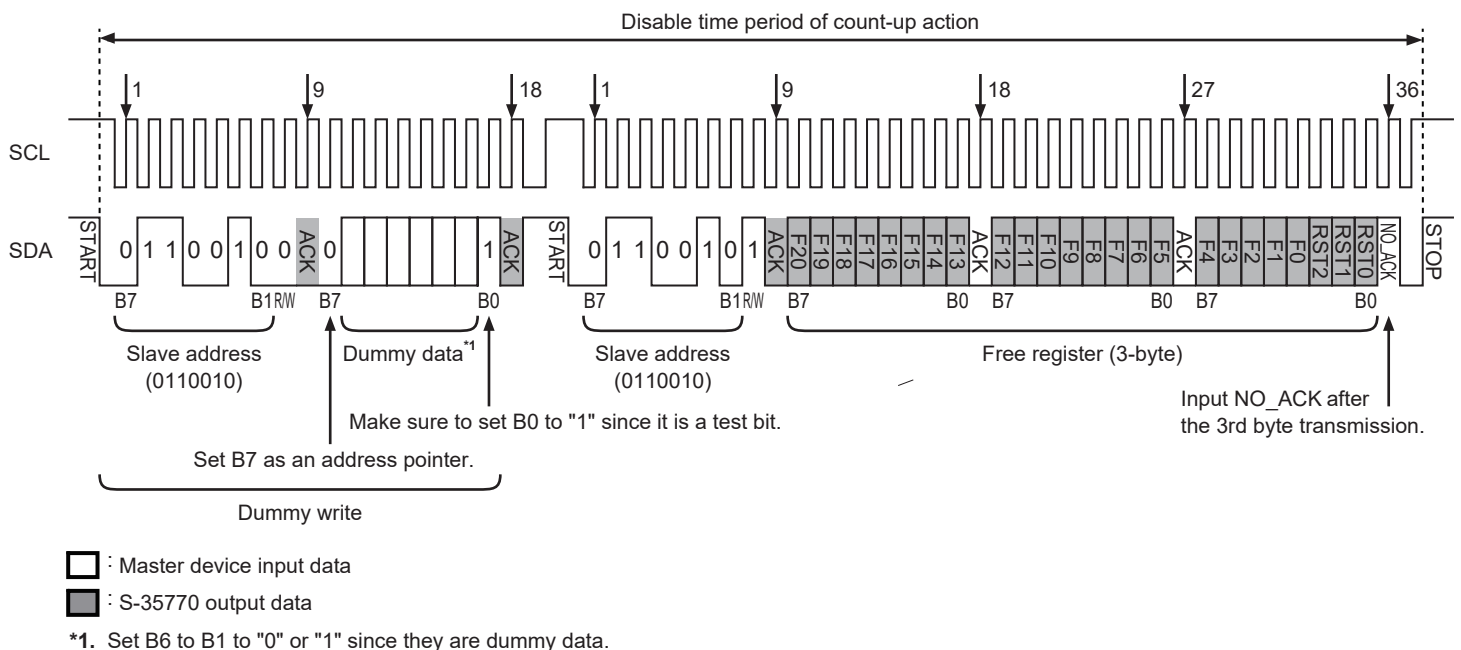 Disable time period of count-up action
1 9 18 1 9 18 27 36
SCL
SDA START 0 1 1 0 0 1 0 0 ACK 0 1 ACK START 0 1 1 0 0 1 0 1 ACK F20 F19 F18 F17 F16 F15 F14 F13 ACK F12 F11 F10 F9 F8 F7 F6 F5 ACK F4 F3 F2 F1 F0 RST2 RST1 RST0 NO_ACK STOP
B7 B1 R/W B7 B0 B7 B1 R/W B7 B0 B7 B0 B7 B0
Slave address Dummy data*1 Slave address Free register (3-byte)
(0110010) (0110010)
Input NO_ACK after
the 3rd byte transmission.
Make sure to set B0 to "1" since it is a test bit.
Set B7 as an address pointer.
Dummy write
: Master device input data
: S-35770 output data
*1. Set B6 to B1 to "0" or "1" since they are dummy data.